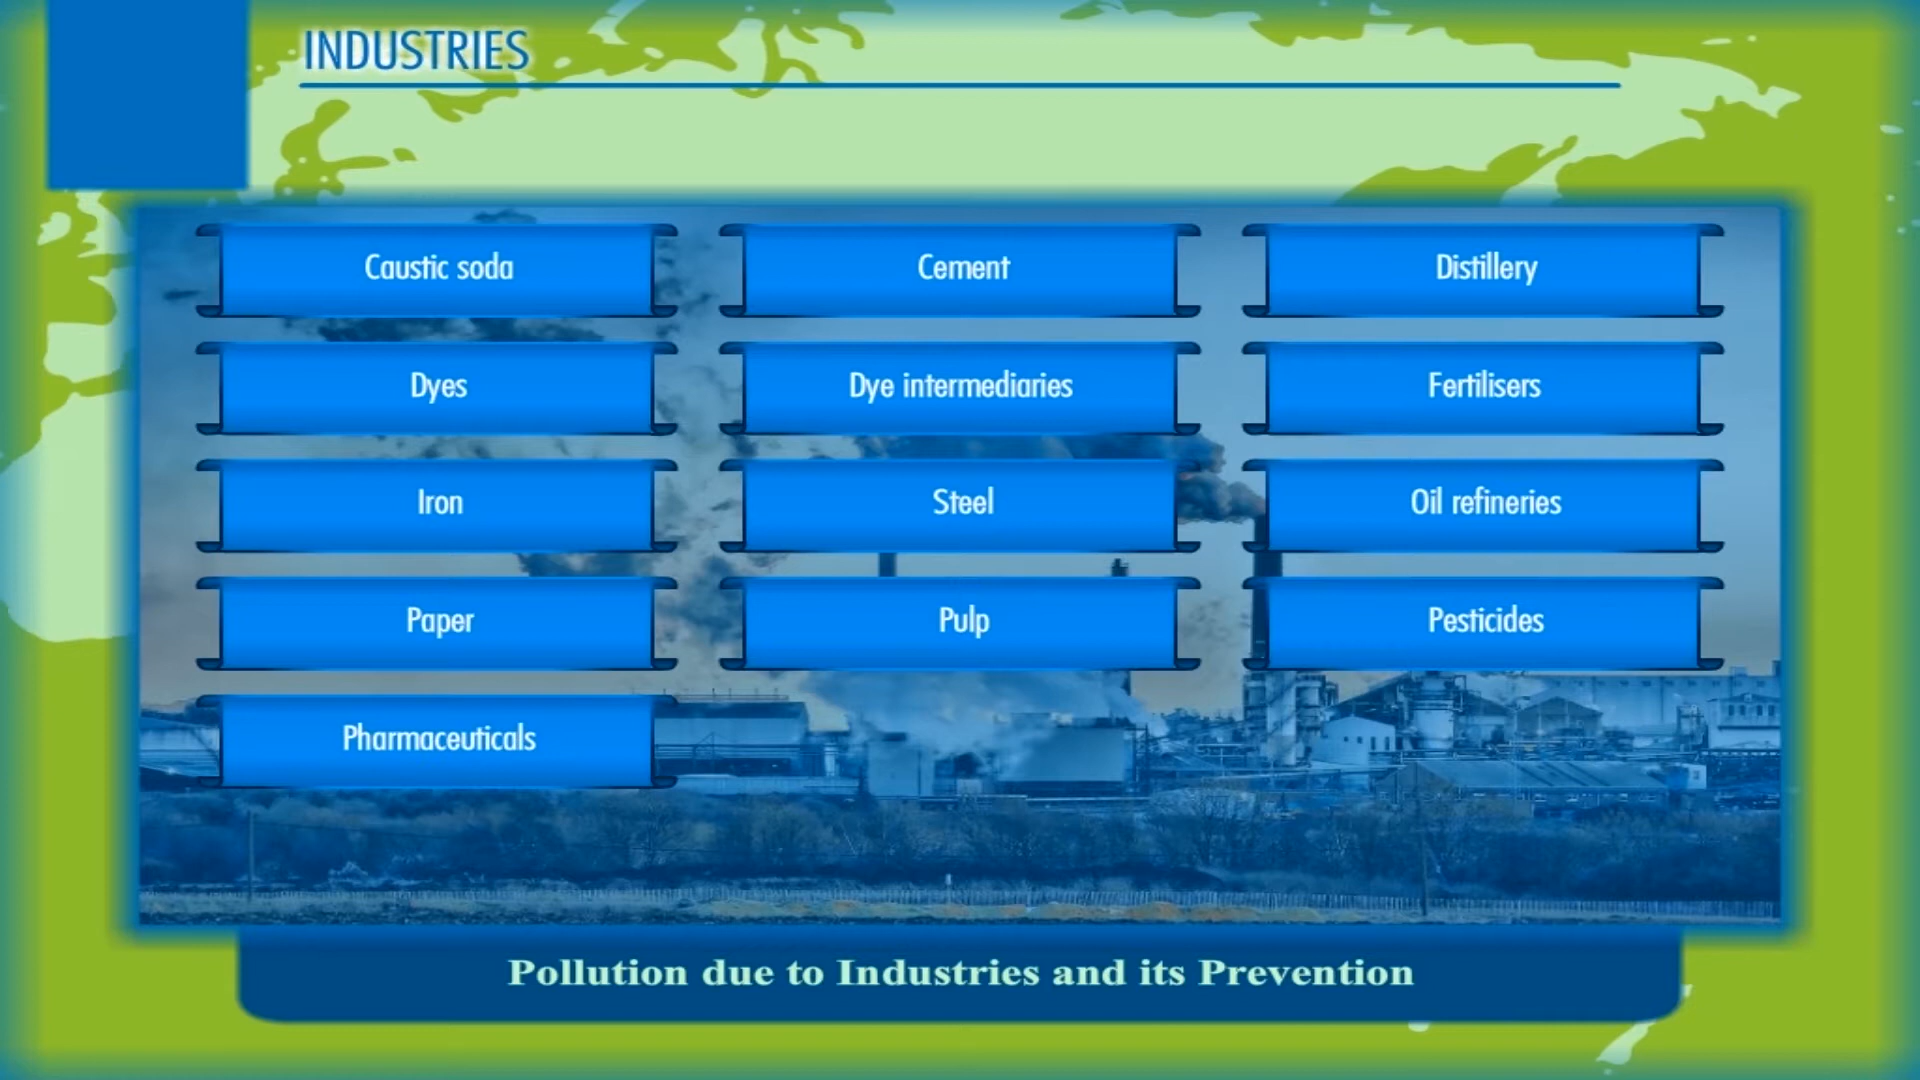 INDUSTRIES
Caustic soda
Cement
Distillery
Dyes
Dye intermediaries
Fertilisers
Iron
Steel
Oil refineries
Paper
Pulp
Pesticides
Pharmaceuticals
Pollution due to Industries and its Prevention